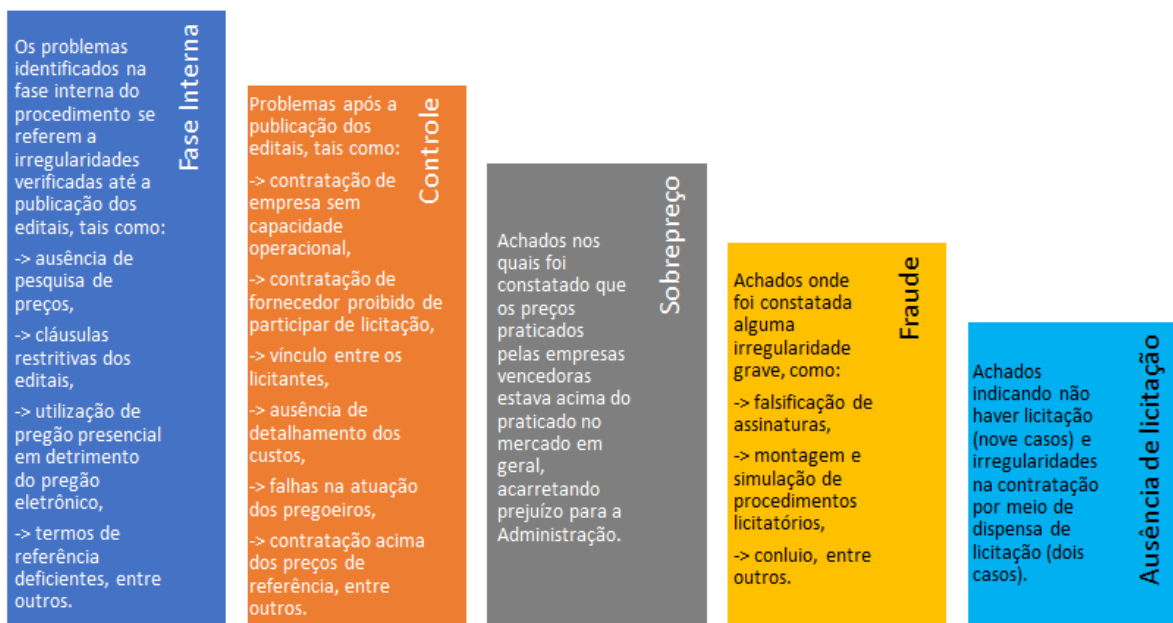 Os problemas
identificados na
fase interna do
procedimento se
referem a
irregularidades
verificadas até a
publicação dos
editais, tais como:
-> ausência de
pesquisa de
preços,
-> cláusulas
restritivas dos
editais,
-> utilização de
pregão presencial
em detrimento
do pregão
eletrônico,
-> termos de
referência
deficientes, entre
outros.
Fase Interna
Problemas após a
publicação dos
editais, tais como:
-> contratação de
empresa sem
capacidade
operacional,
-> contratação de
fornecedor proibido de
participar de licitação,
-> vínculo entre os
licitantes,
-> ausência de
detalhamento dos
custos,
-> falhas na atuação
dos pregoeiros,
-> contratação acima
dos preços de
referência, entre
outros.
Controle
Achados nos
quais foi
constatado que
os preços
praticados
pelas empresas
vencedoras
estava acima do
praticado no
mercado em
geral,
acarretando
prejuízo para a
Administração.
Sobrepreço
Achados onde
foi constatada
alguma
irregularidade
grave, como:
-> falsificação de
assinaturas,
-> montagem e
simulação de
procedimentos
licitatórios,
-> conluio, entre
outros.
Fraude
Achados
indicando não
haver licitação
(nove casos) e
irregularidades
na contratação
por meio de
dispensa de
licitação (dois
casos).
Ausência de licitação